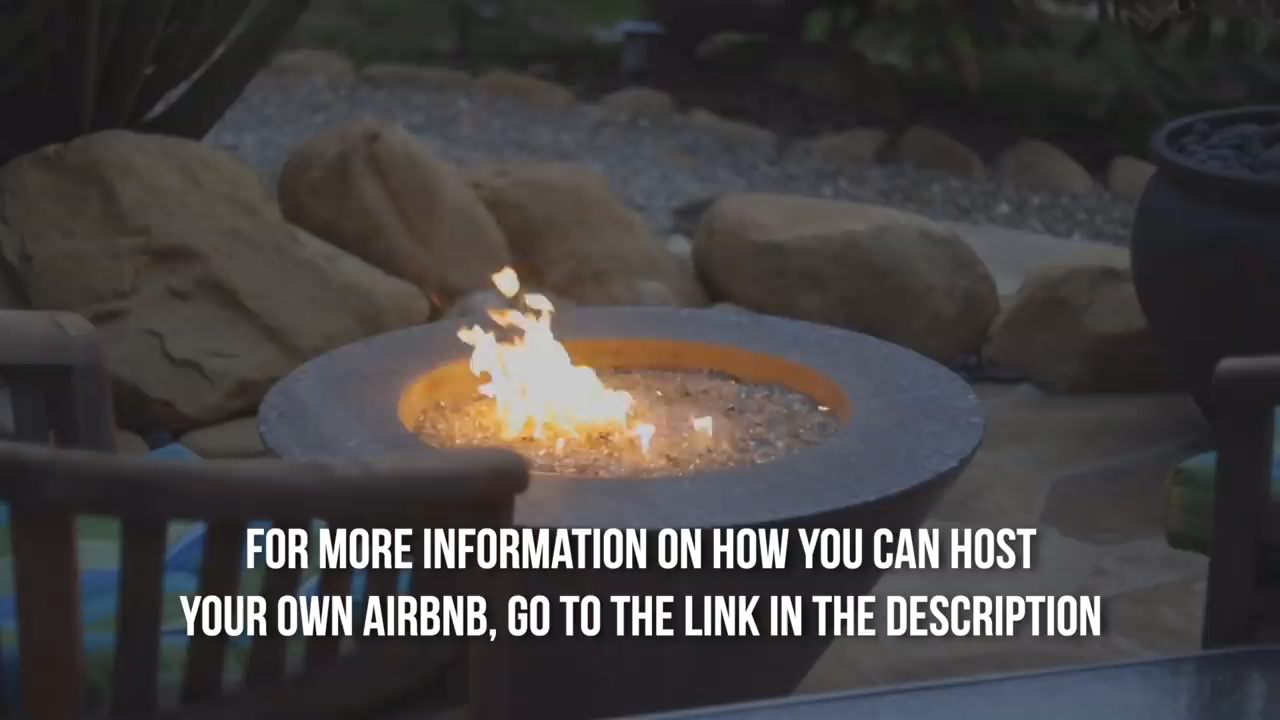 FOR MORE INFORMATION ON HOW YOU CAN HOST
YOUR OWN AIRBNB, GO TO THE LINK IN THE DESCRIPTION